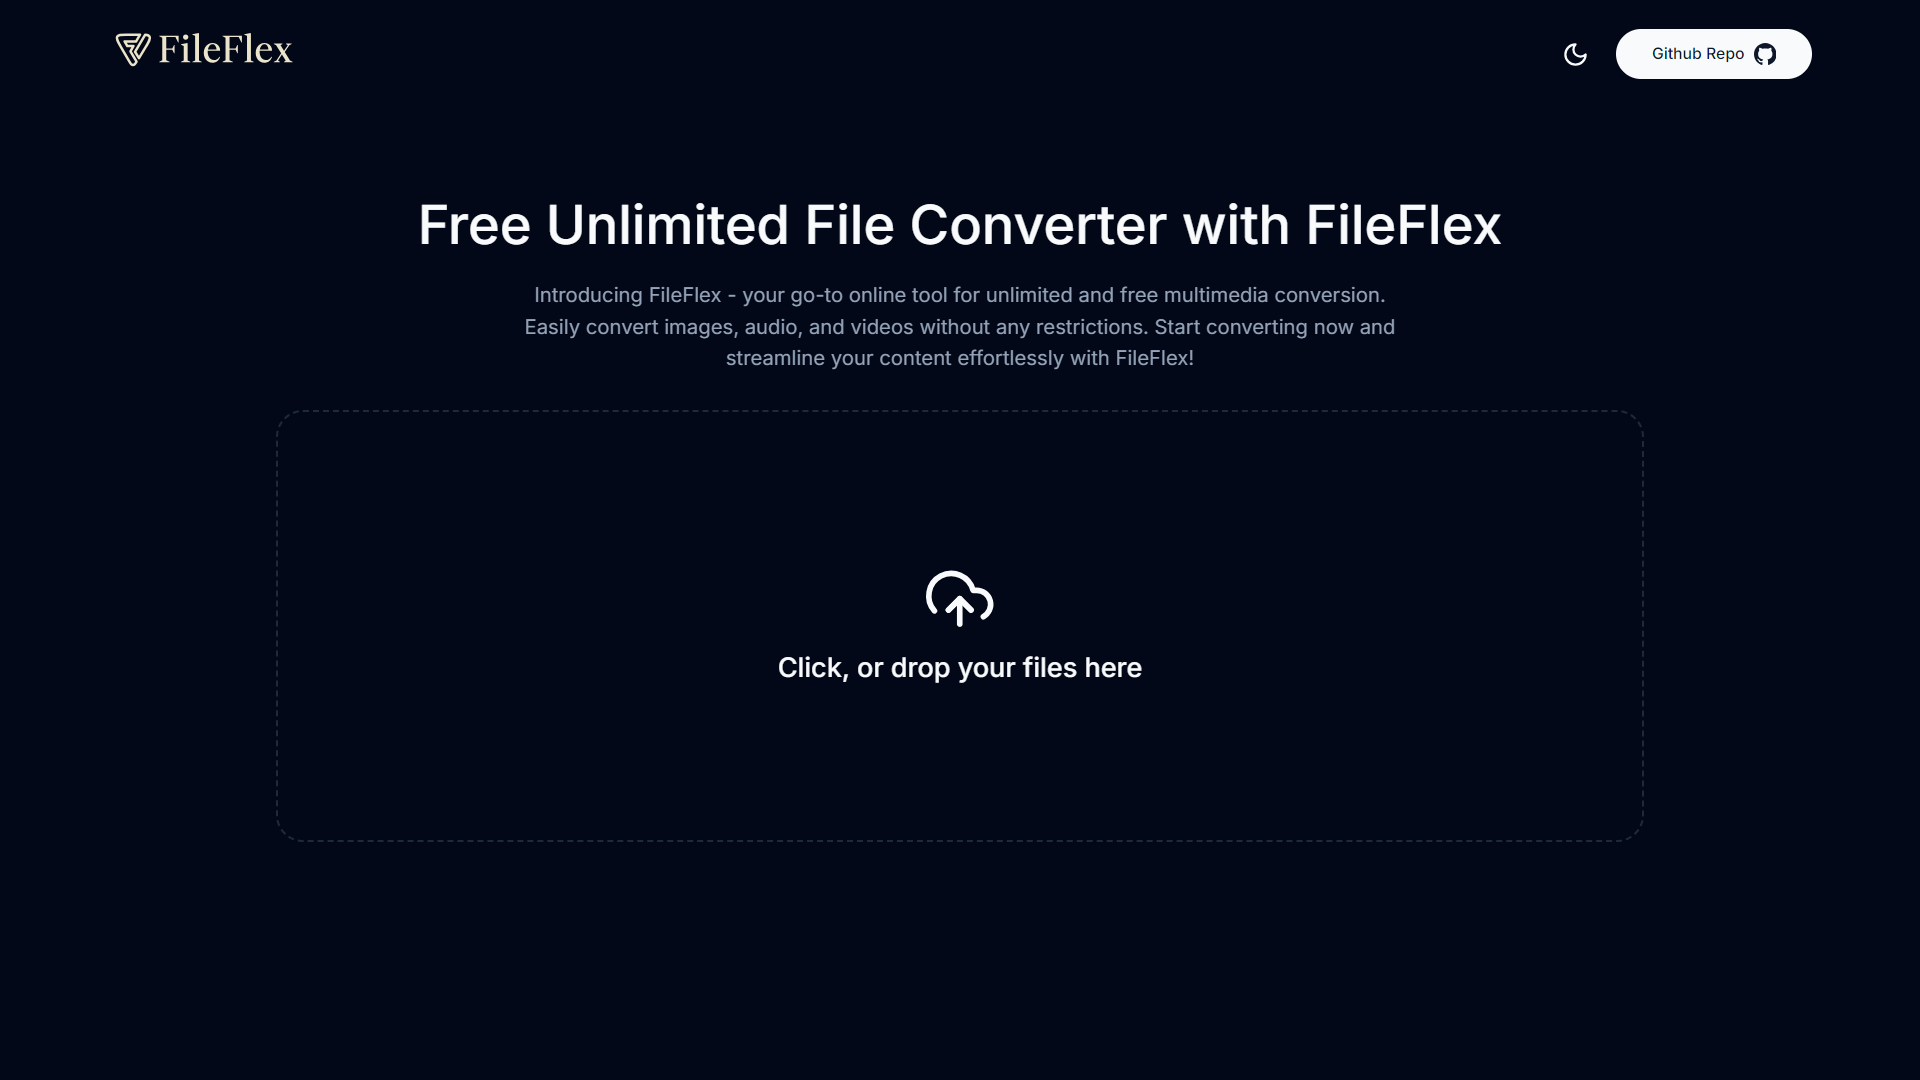 FileFlex
Github Repo
Free Unlimited File Converter with FileFlex
Introducing FileFlex - your go-to online tool for unlimited and free multimedia conversion.
Easily convert images, audio, and videos without any restrictions. Start converting now and
streamline your content effortlessly with FileFlex!
Click, or drop your files here